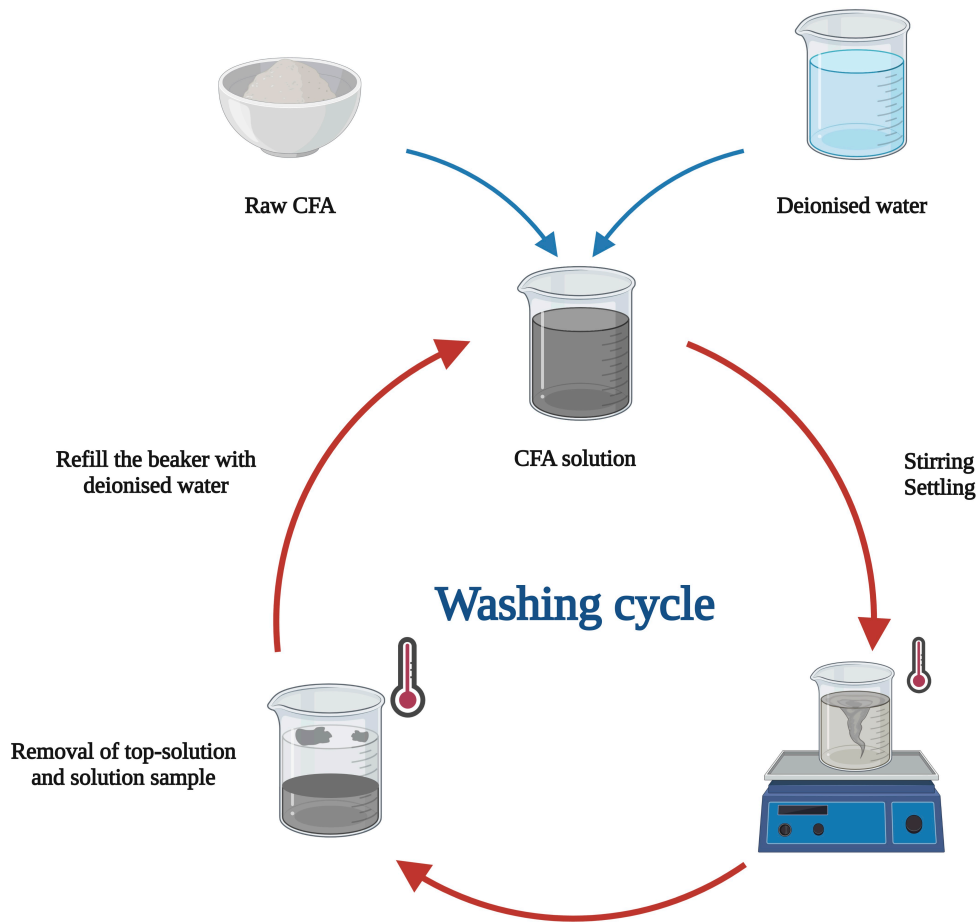 Raw CFA
Deionised water
CFA solution
Refill the beaker with
deionised water
Stirring
Settling
Washing cycle
Removal of top-solution
and solution sample